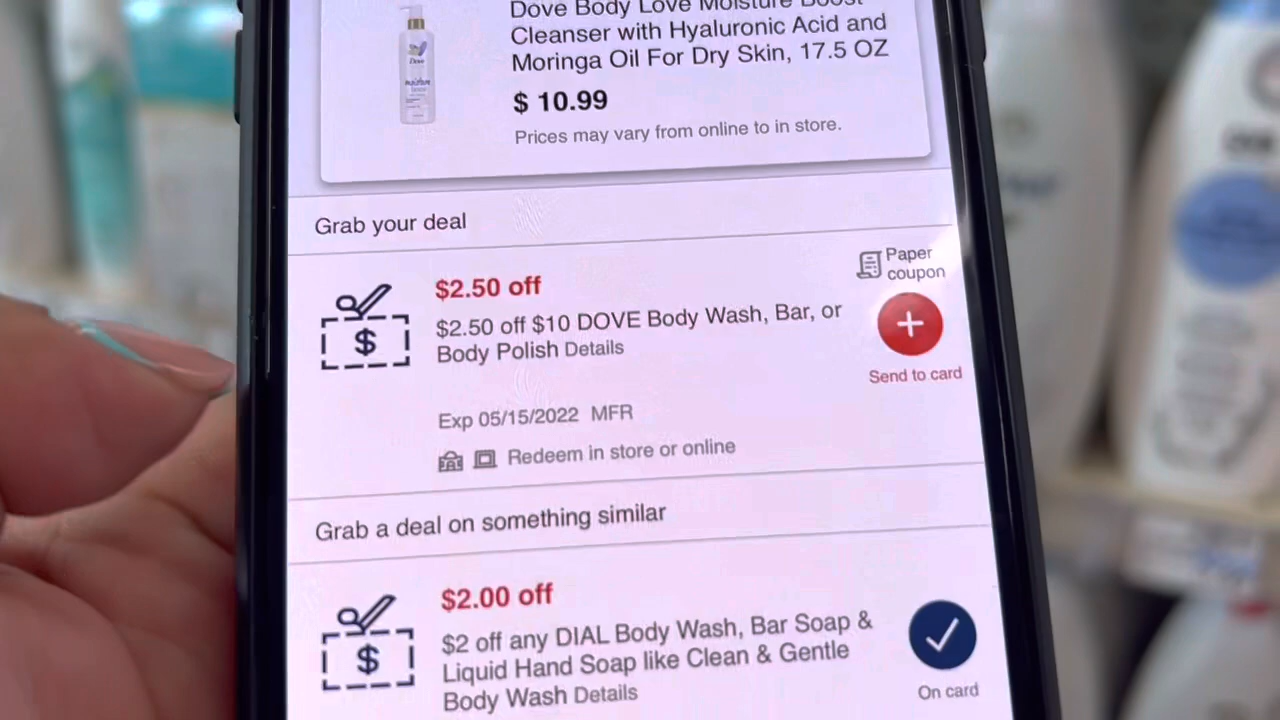 Dove Body Love Moisture Boost
Cleanser with Hyaluronic Acid and
Moringa Oil For Dry Skin, 17.5 OZ
$ 10.99
Prices may vary from online to in store.
Grab your deal
Paper
coupon
$2.50 off
$2.50 off $10 DOVE Body Wash, Bar, or
Body Polish Details
Send to card
Exp 05/15/2022 MFR
Redeem in store or online
Grab a deal on something similar
$2.00 off
$2 off any DIAL Body Wash, Bar Soap &
Liquid Hand Soap like Clean & Gentle
Body Wash Details
On card